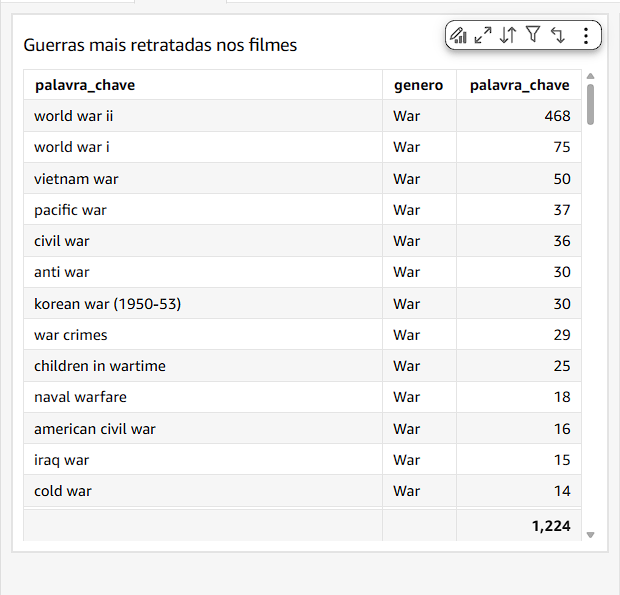 Guerras mais retratadas nos filmes
palavra_chave genero palavra_chave
world war ii War 468
world war i War 75
vietnam war War 50
pacific war War 37
civil war War 36
anti war War 30
korean war (1950-53) War 30
war crimes War 29
children in wartime War 25
naval warfare War 18
american civil war War 16
iraq war War 15
cold war War 14
1,224